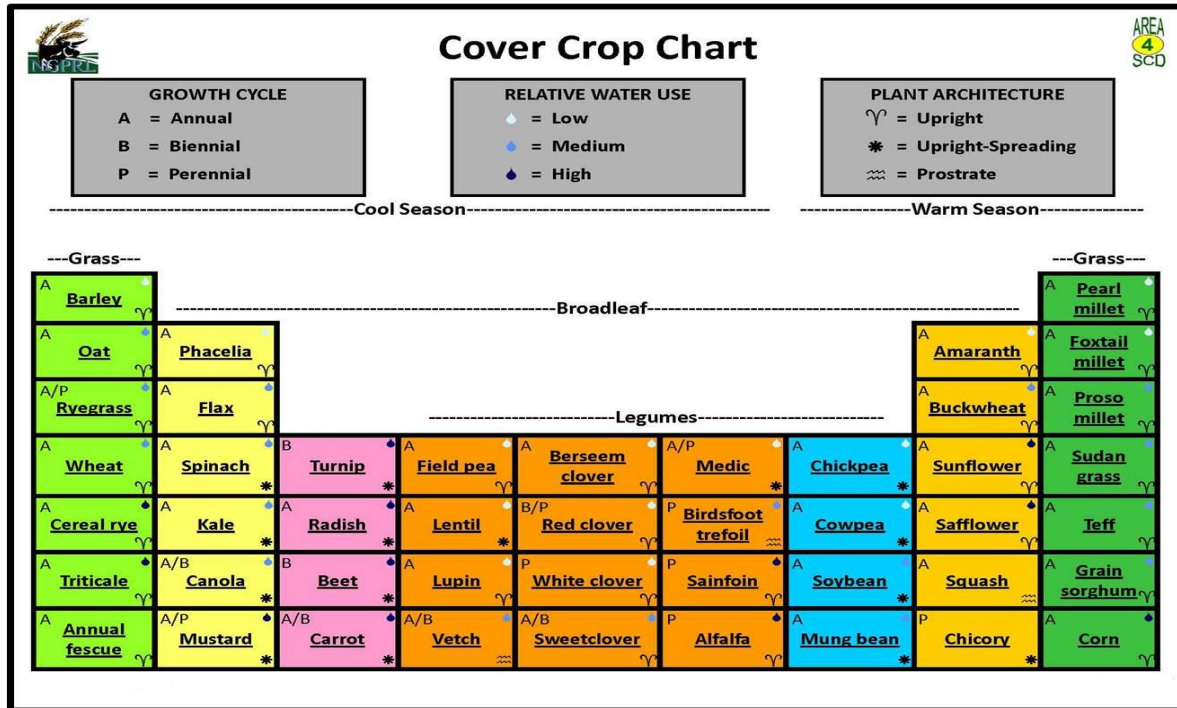 NGPRL
Cover Crop Chart
AREA
4
SCD
GROWTH CYCLE
A = Annual
B = Biennial
P = Perennial
RELATIVE WATER USE
= Low
= Medium
= High
PLANT ARCHITECTURE
= Upright
= Upright-Spreading
= Prostrate
Cool Season
Warm Season
---Grass---
---Grass---
Broadleaf
Legumes
A
Barley
A
Pearl
millet
A
Oat
A
Phacelia
A
Amaranth
A
Foxtail
millet
A/P
Ryegrass
A
Flax
A
Buckwheat
A
Proso
millet
A
Wheat
A
Spinach
B
Turnip
A
Field pea
A
Berseem
clover
A/P
Medic
A
Chickpea
A
Sunflower
A
Sudan
grass
A
Cereal rye
A
Kale
A
Radish
A
Lentil
B/P
Red clover
P
Birdsfoot
trefoil
A
Cowpea
A
Safflower
A
Teff
A
Triticale
A/B
Canola
B
Beet
A
Lupin
P
White clover
P
Sainfoin
A
Soybean
A
Squash
A
Grain
sorghum
A
Annual
fescue
A/P
Mustard
A/B
Carrot
A/B
Vetch
A/B
Sweetclover
P
Alfalfa
A
Mung bean
P
Chicory
A
Corn